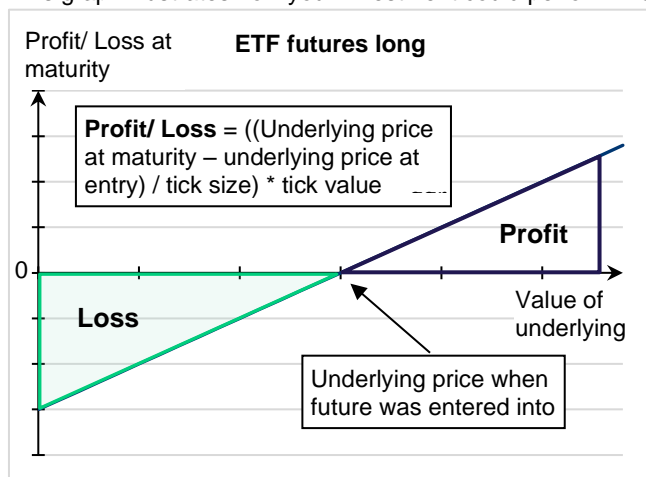 Profit/ Loss at
maturity
ETF futures long
Profit/ Loss = ((Underlying price
at maturity – underlying price at
entry) / tick size) * tick value
Profit
0
Value of
underlying
Loss
Underlying price when
future was entered into